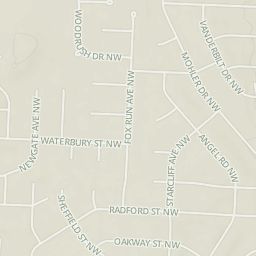 WOODRUSH DR NW
VANDERBILT DR NW
MOHLER DR NW
FOX RUN AVE NW
NEWGATE AVE NW
WATERBURY ST NW
ANGEL RD NW
STARCLIFF AVE NW
SHEFFIELD ST NW
RADFORD ST NW
OAKWAY ST NW